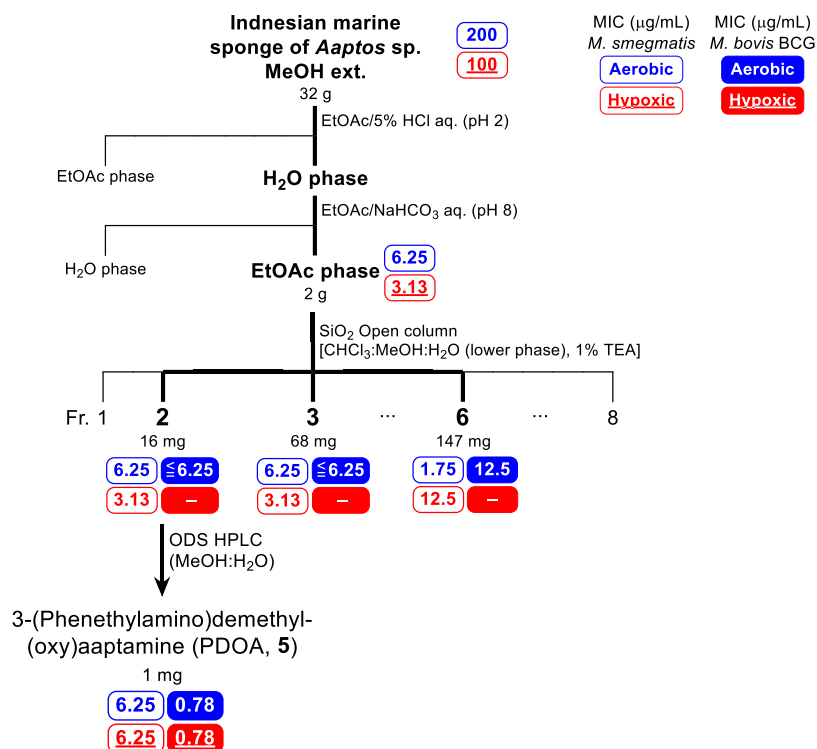 Indnesian marine
sponge of Aaptos sp.
MeOH ext.
32 g
200
100
MIC (μg/mL)
M. smegmatis
Aerobic
Hypoxic
MIC (μg/mL)
M. bovis BCG
Aerobic
Hypoxic
EtOAc/5% HCl aq. (pH 2)
EtOAc phase
H2O phase
EtOAc/NaHCO3 aq. (pH 8)
H2O phase
EtOAc phase
2 g
6.25
3.13
SiO2 Open column
[CHCl3:MeOH:H2O (lower phase), 1% TEA]
Fr. 1 2 3 ··· 6 ··· 8
16 mg 68 mg 147 mg
6.25 ≦6.25 6.25 ≦6.25 1.75 12.5
3.13 – 3.13 – 12.5 –
ODS HPLC
(MeOH:H2O)
3-(Phenethylamino)demethyl-
(oxy)aaptamine (PDOA, 5)
1 mg
6.25 0.78
6.25 0.78